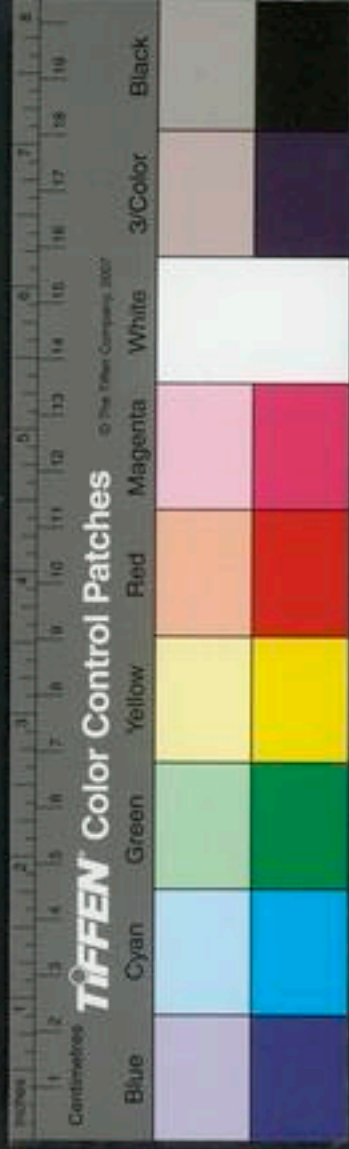 Inches 1 2 3 4 5 6 7 8
Centimetres 1 2 3 4 5 6 7 8 9 10 11 12 13 14 15 16 17 18 19
TIFFEN Color Control Patches © The Tiffen Company, 2007
Blue Cyan Green Yellow Red Magenta White 3/Color Black